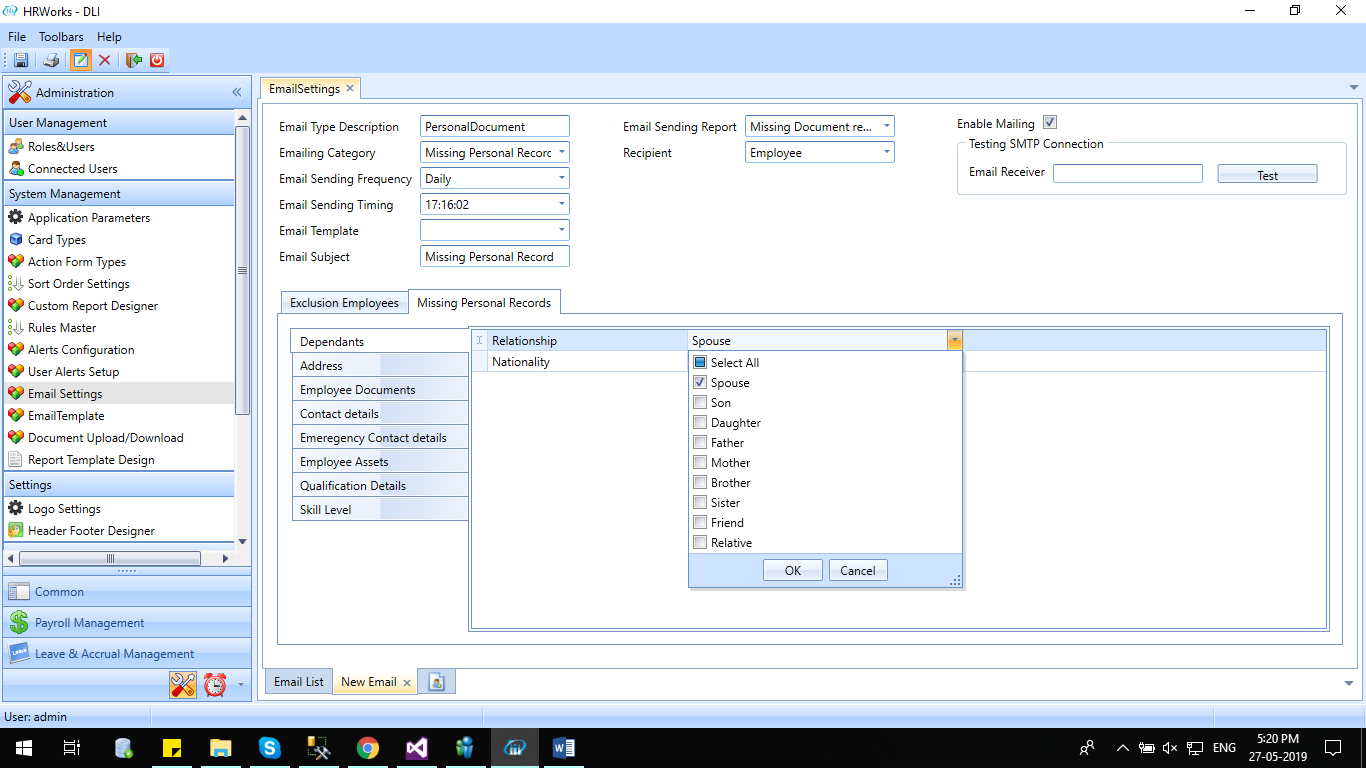 HRWorks - DLI
File Toolbars Help
Administration
User Management
Roles&Users
Connected Users
System Management
Application Parameters
Card Types
Action Form Types
Sort Order Settings
Custom Report Designer
Rules Master
Alerts Configuration
User Alerts Setup
Email Settings
EmailTemplate
Document Upload/Download
Report Template Design
Settings
Logo Settings
Header Footer Designer
Common
Payroll Management
Leave & Accrual Management
EmailSettings
Email Type Description PersonalDocument Email Sending Report Missing Document re... Enable Mailing
Emailing Category Missing Personal Record Recipient Employee Testing SMTP Connection
Email Receiver Test
Email Sending Frequency Daily
Email Sending Timing 17:16:02
Email Template
Email Subject Missing Personal Record
Exclusion Employees Missing Personal Records
Dependants
Address
Employee Documents
Contact details
Emeregency Contact details
Employee Assets
Qualification Details
Skill Level
Relationship Spouse
Nationality
Select All
Spouse
Son
Daughter
Father
Mother
Brother
Sister
Friend
Relative
OK Cancel
Email List New Email
User: admin
ENG 5:20 PM
27-05-2019